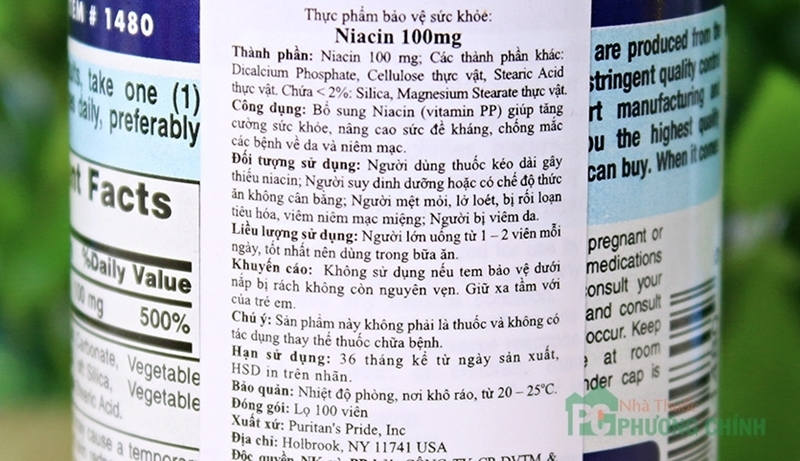 ITEM # 1480
take one (1)
daily, preferably
Facts
%Daily Value
100 mg 500%
Carbonate, Vegetable
of Silica, Vegetable
Stearic Acid.
may cause a temporary
Thực phẩm bảo vệ sức khỏe:
Niacin 100mg
Thành phần: Niacin 100 mg; Các thành phần khác:
Dicalcium Phosphate, Cellulose thực vật, Stearic Acid
thực vật. Chứa < 2%: Silica, Magnesium Stearate thực vật.
Công dụng: Bổ sung Niacin (vitamin PP) giúp tăng
cường sức khỏe, nâng cao sức đề kháng, chống mắc
các bệnh về da và niêm mạc.
Đối tượng sử dụng: Người dùng thuốc kéo dài gây
thiếu niacin; Người suy dinh dưỡng hoặc có chế độ thức
ăn không cân bằng; Người mệt mỏi, lở loét, bị rối loạn
tiêu hóa, viêm niêm mạc miệng; Người bị viêm da.
Liều lượng sử dụng: Người lớn uống từ 1 – 2 viên mỗi
ngày, tốt nhất nên dùng trong bữa ăn.
Khuyến cáo: Không sử dụng nếu tem bảo vệ dưới
nắp bị rách không còn nguyên vẹn. Giữ xa tầm với
của trẻ em.
Chú ý: Sản phẩm này không phải là thuốc và không có
tác dụng thay thế thuốc chữa bệnh.
Hạn sử dụng: 36 tháng kể từ ngày sản xuất,
HSD in trên nhãn.
Bảo quản: Nhiệt độ phòng, nơi khô ráo, từ 20 – 25ºC.
Đóng gói: Lọ 100 viên
Xuất xứ: Puritan's Pride, Inc
Địa chỉ: Holbrook, NY 11741 USA
are produced from the
stringent quality control
manufacturing and
you the highest quality
can buy. When it comes
pregnant or
medications
consult your
and consult
occur. Keep
at room
under cap is
Nhà Thuốc
PHƯƠNG CHÍNH